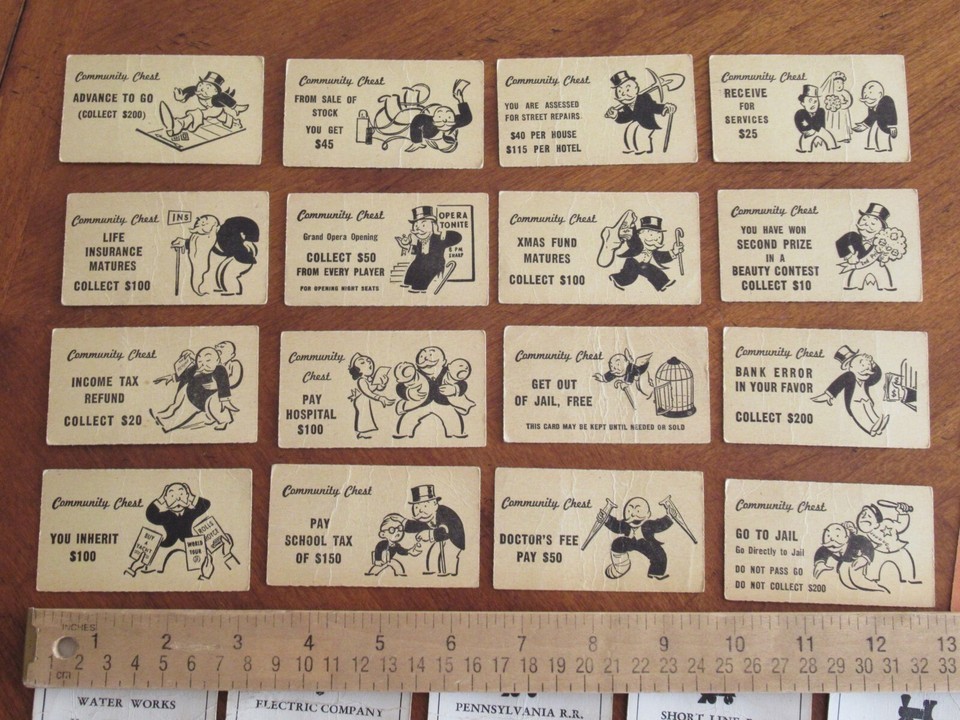 Community Chest
ADVANCE TO GO
(COLLECT $200)
Community Chest
FROM SALE OF
STOCK
YOU GET
$45
Community Chest
YOU ARE ASSESSED
FOR STREET REPAIRS
$40 PER HOUSE
$115 PER HOTEL
Community Chest
RECEIVE
FOR
SERVICES
$25
Community Chest
INS
LIFE
INSURANCE
MATURES
COLLECT $100
Community Chest
Grand Opera Opening
COLLECT $50
FROM EVERY PLAYER
FOR OPENING NIGHT SEATS
OPERA
TONITE
8 P.M.
SHARP
Community Chest
XMAS FUND
MATURES
COLLECT $100
Community Chest
YOU HAVE WON
SECOND PRIZE
IN A
BEAUTY CONTEST
COLLECT $10
Community Chest
INCOME TAX
REFUND
COLLECT $20
Community
Chest
PAY
HOSPITAL
$100
Community Chest
GET OUT
OF JAIL, FREE
THIS CARD MAY BE KEPT UNTIL NEEDED OR SOLD
Community Chest
BANK ERROR
IN YOUR FAVOR
COLLECT $200
$
Community Chest
YOU INHERIT
$100
BUY
A
YACHT
WORLD
TOUR
ROLLS
ROYCE
Community Chest
PAY
SCHOOL TAX
OF $150
Community Chest
DOCTOR'S FEE
PAY $50
Community Chest
GO TO JAIL
Go Directly to Jail
DO NOT PASS GO
DO NOT COLLECT $200
INCHES
1 2 3 4 5 6 7 8 9 10 11 12 13
1 2 3 4 5 6 7 8 9 10 11 12 13 14 15 16 17 18 19 20 21 22 23 24 25 26 27 28 29 30 31 32 33
cm
WATER WORKS
ELECTRIC COMPANY
PENNSYLVANIA R.R.
SHORT LINE